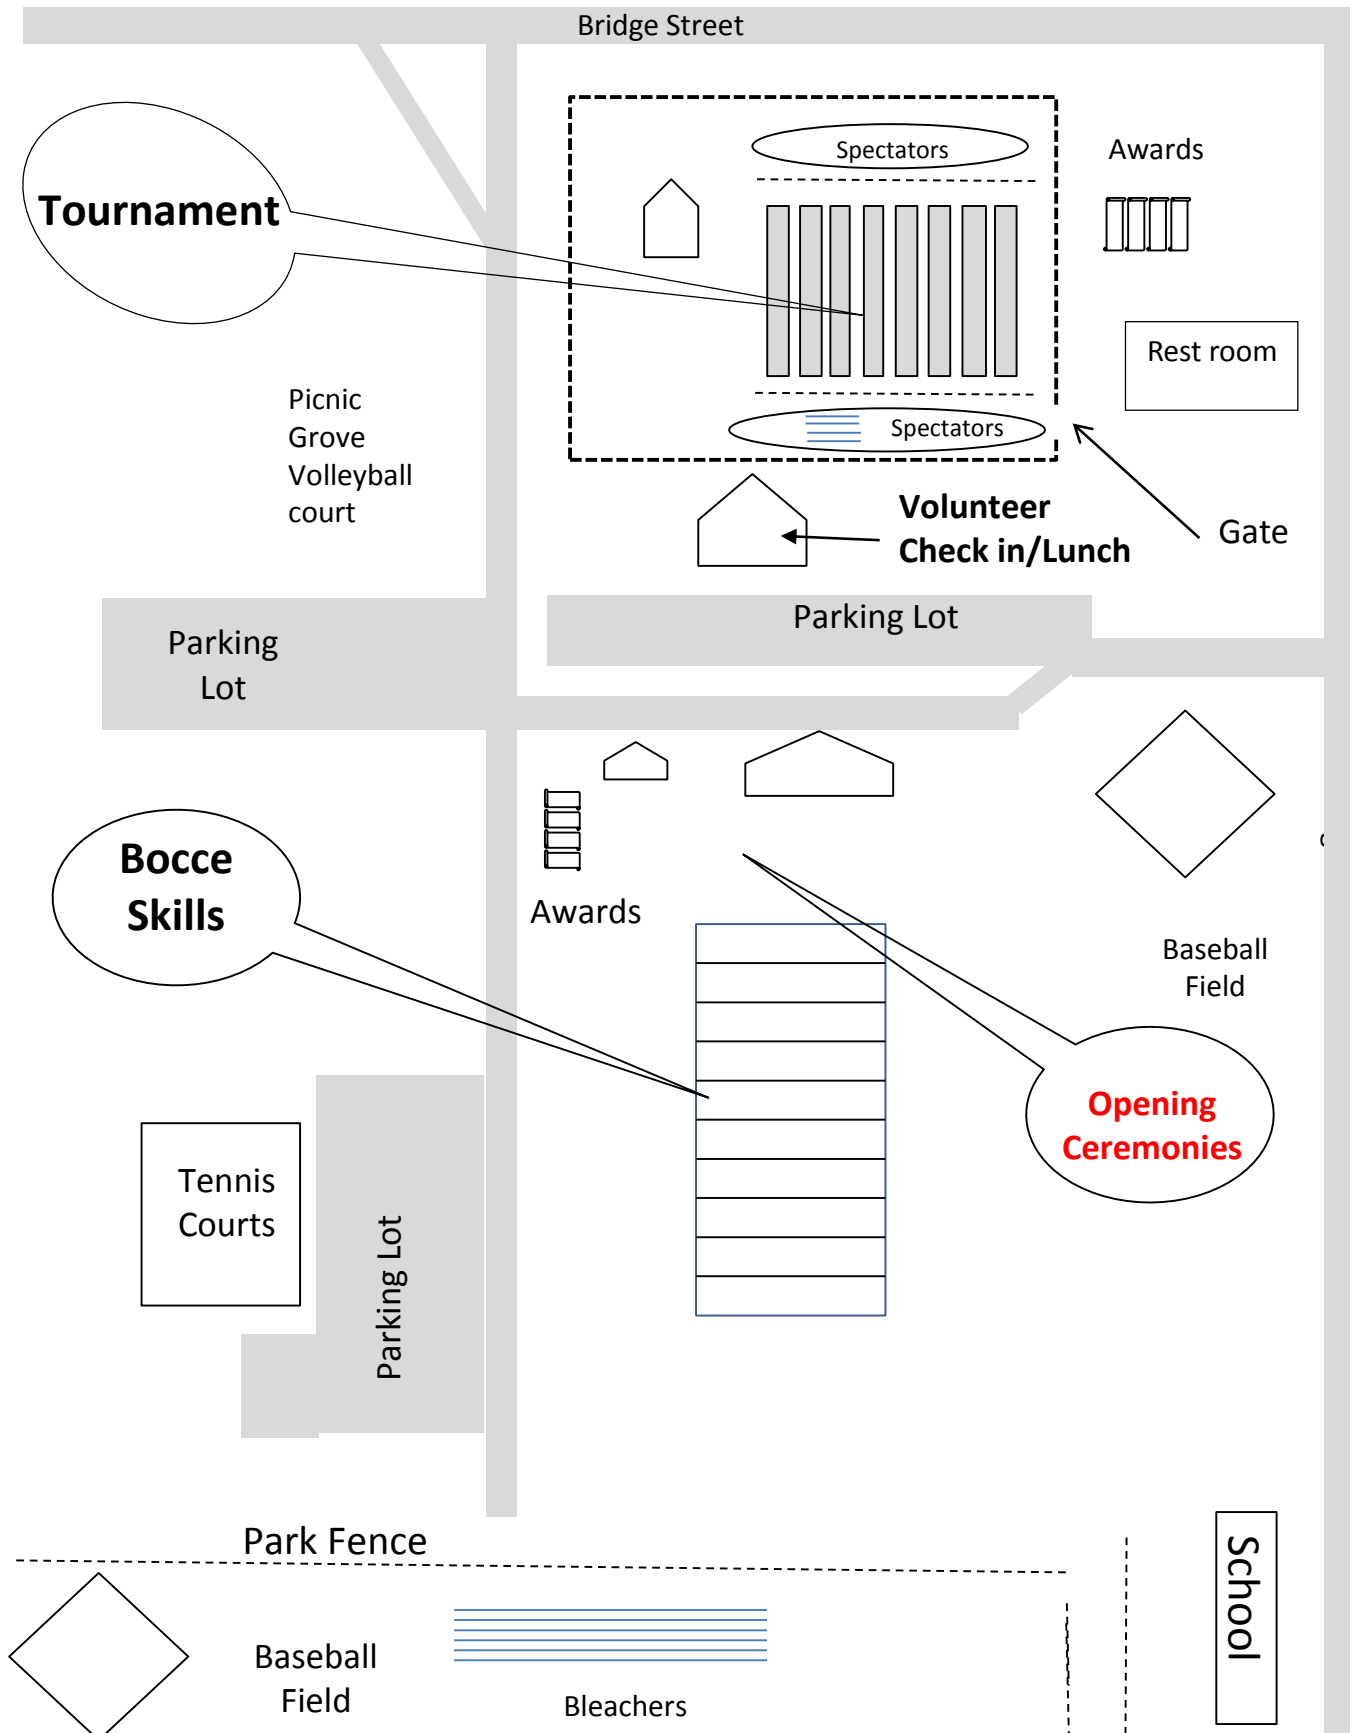 Bridge Street
Spectators
Awards
Tournament
Rest room
Picnic
Grove
Volleyball
court
Spectators
Volunteer
Check in/Lunch
Gate
Parking Lot
Parking
Lot
Bocce
Skills
Awards
Baseball
Field
Opening
Ceremonies
Tennis
Courts
Parking Lot
Park Fence
School
Baseball
Field
Bleachers